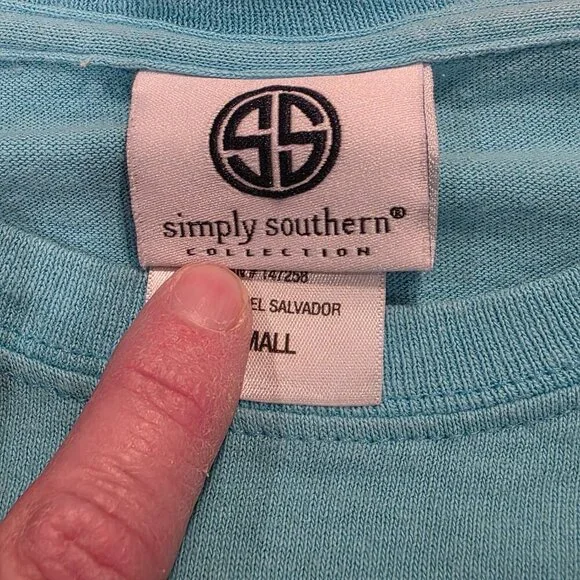 SS
simply southern®
COLLECTION
# 147258
EL SALVADOR
MALL